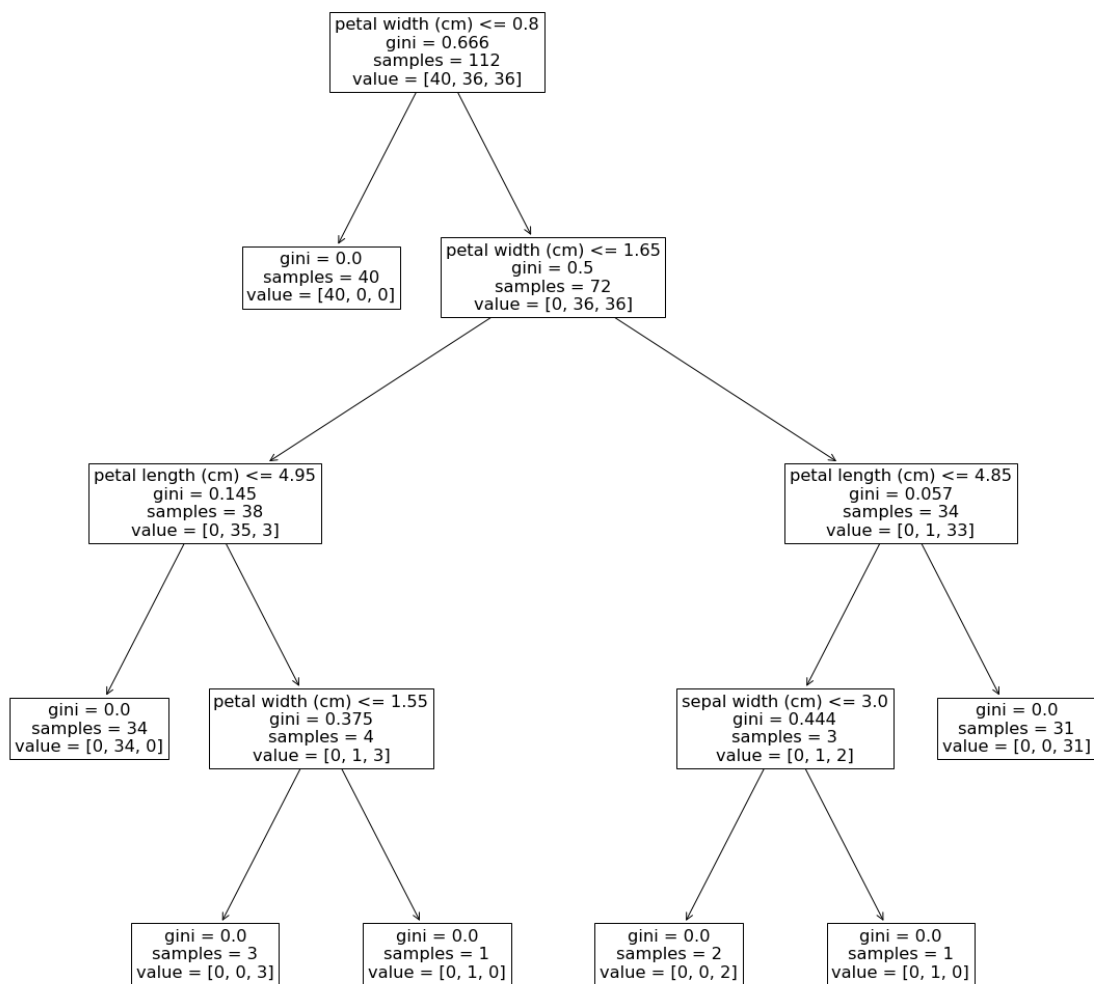 petal width (cm) <= 0.8
gini = 0.666
samples = 112
value = [40, 36, 36]
gini = 0.0
samples = 40
value = [40, 0, 0]
petal width (cm) <= 1.65
gini = 0.5
samples = 72
value = [0, 36, 36]
petal length (cm) <= 4.95
gini = 0.145
samples = 38
value = [0, 35, 3]
petal length (cm) <= 4.85
gini = 0.057
samples = 34
value = [0, 1, 33]
gini = 0.0
samples = 34
value = [0, 34, 0]
petal width (cm) <= 1.55
gini = 0.375
samples = 4
value = [0, 1, 3]
sepal width (cm) <= 3.0
gini = 0.444
samples = 3
value = [0, 1, 2]
gini = 0.0
samples = 31
value = [0, 0, 31]
gini = 0.0
samples = 3
value = [0, 0, 3]
gini = 0.0
samples = 1
value = [0, 1, 0]
gini = 0.0
samples = 2
value = [0, 0, 2]
gini = 0.0
samples = 1
value = [0, 1, 0]